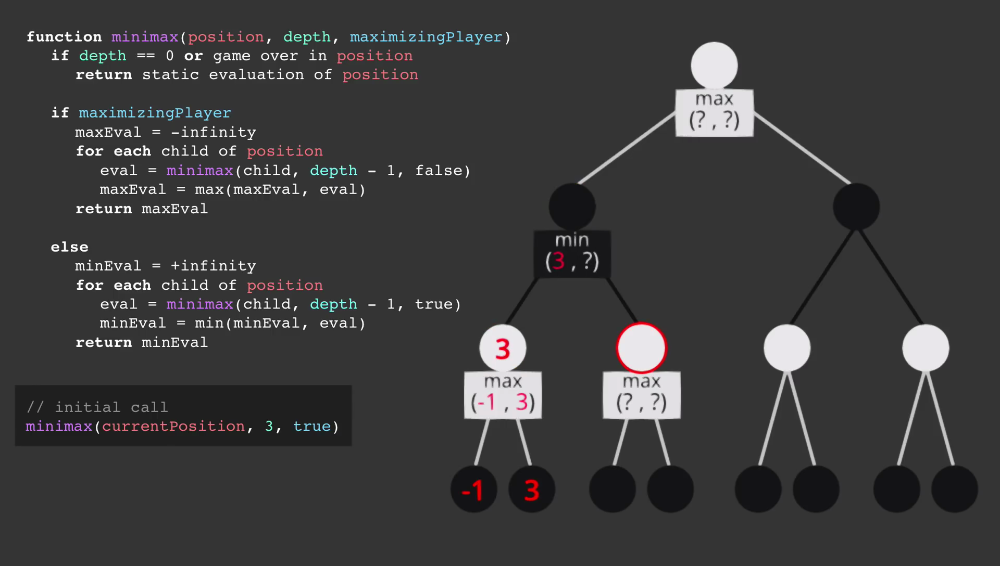 function minimax(position, depth, maximizingPlayer)
if depth == 0 or game over in position
return static evaluation of position
if maximizingPlayer
maxEval = -infinity
for each child of position
eval = minimax(child, depth - 1, false)
maxEval = max(maxEval, eval)
return maxEval
else
minEval = +infinity
for each child of position
eval = minimax(child, depth - 1, true)
minEval = min(minEval, eval)
return minEval
// initial call
minimax(currentPosition, 3, true)
max
(? , ?)
min
(3 , ?)
3
max
(-1 , 3)
max
(? , ?)
-1
3